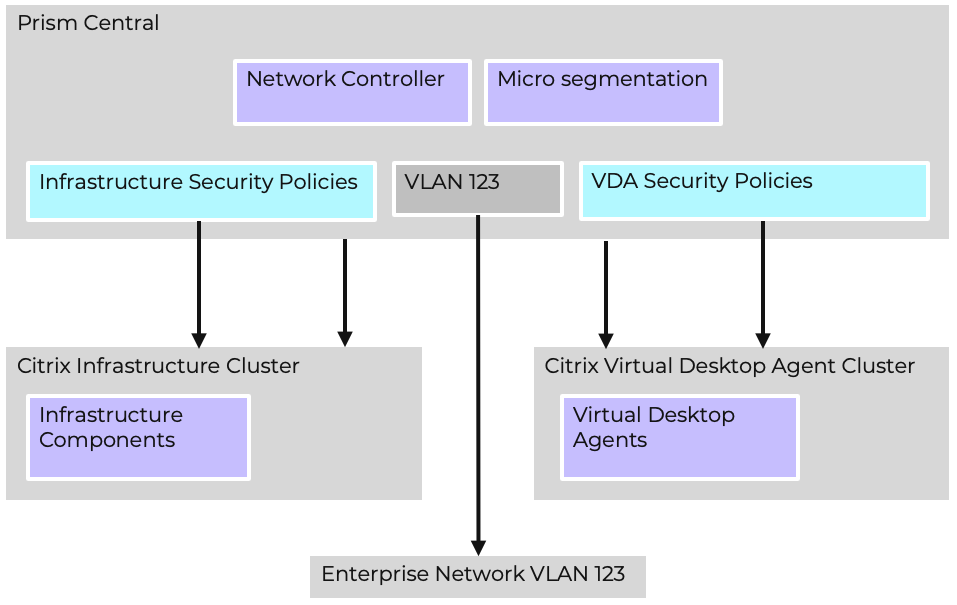 Prism Central
Network Controller
Micro segmentation
Infrastructure Security Policies
VLAN 123
VDA Security Policies
Citrix Infrastructure Cluster
Infrastructure
Components
Citrix Virtual Desktop Agent Cluster
Virtual Desktop
Agents
Enterprise Network VLAN 123